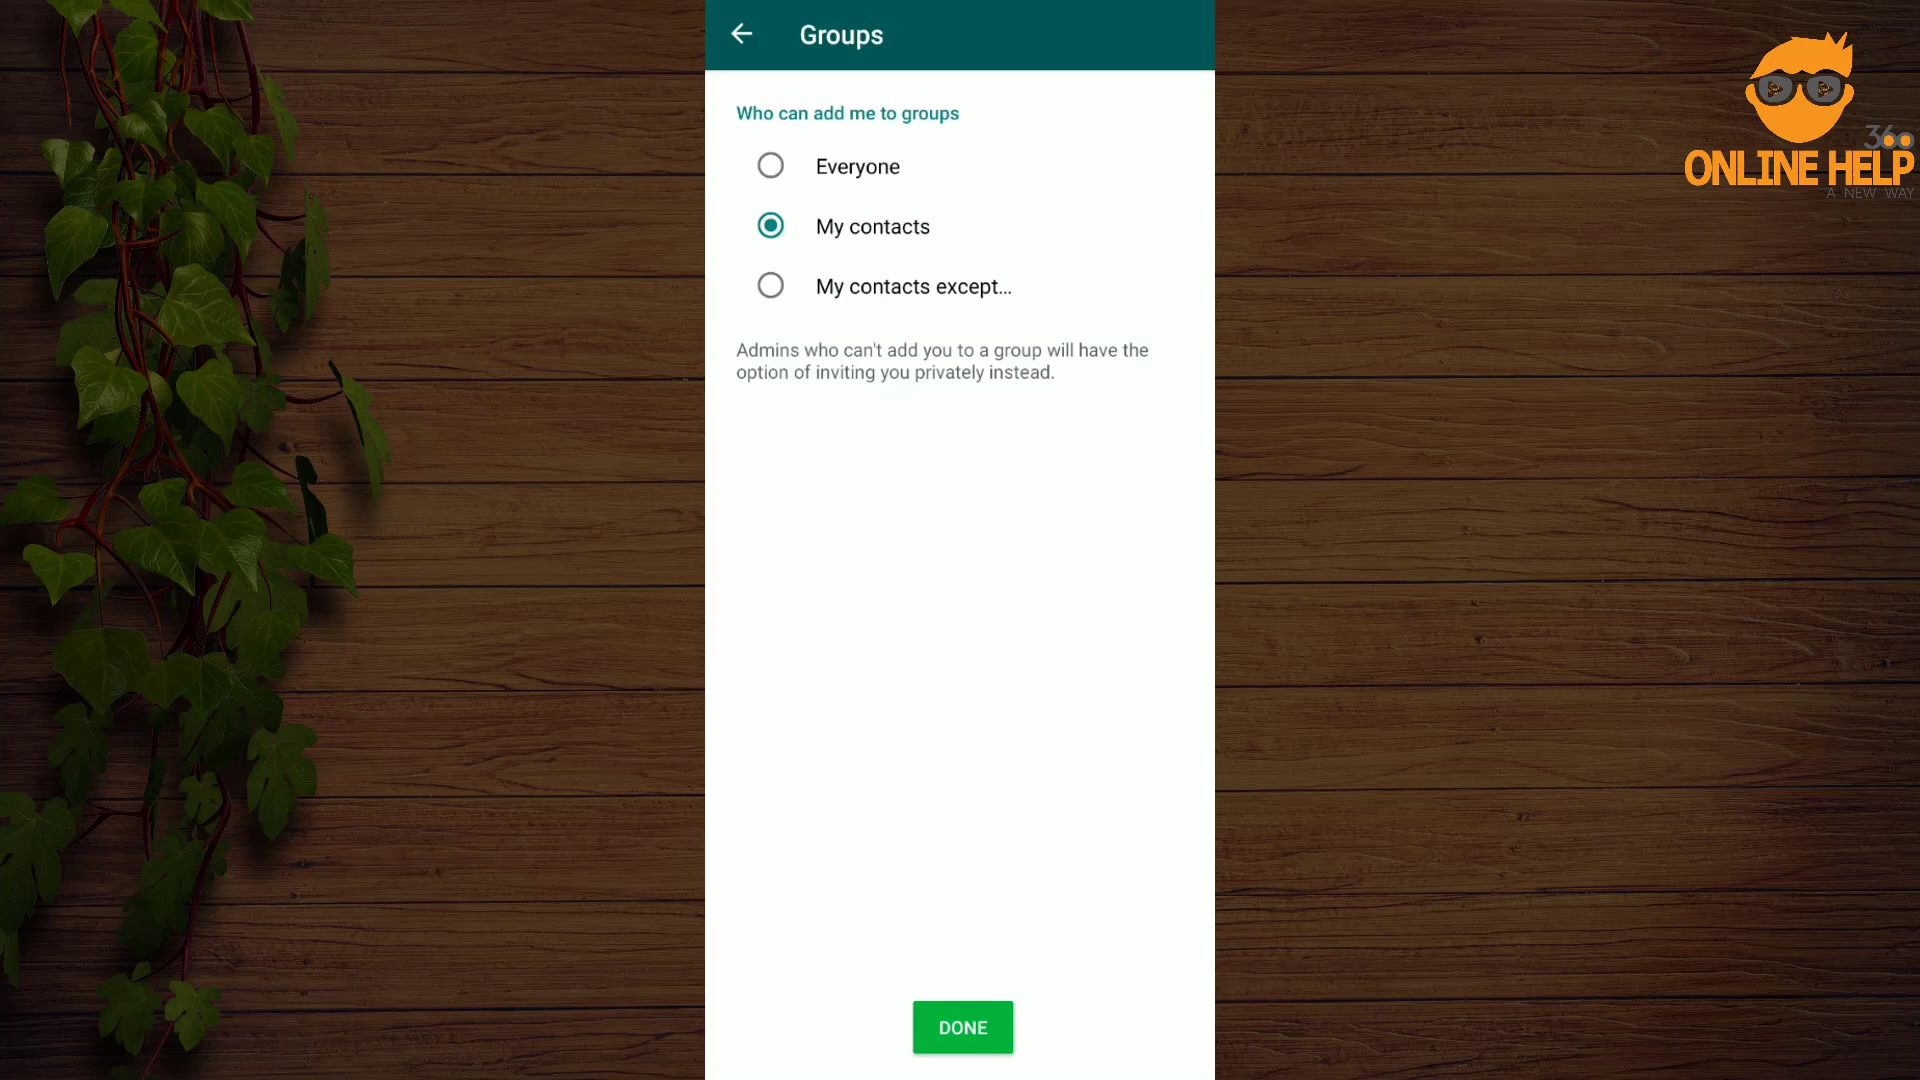 Groups
Who can add me to groups
Everyone
My contacts
My contacts except...
Admins who can't add you to a group will have the
option of inviting you privately instead.
DONE
360
ONLINE HELP
A NEW WAY